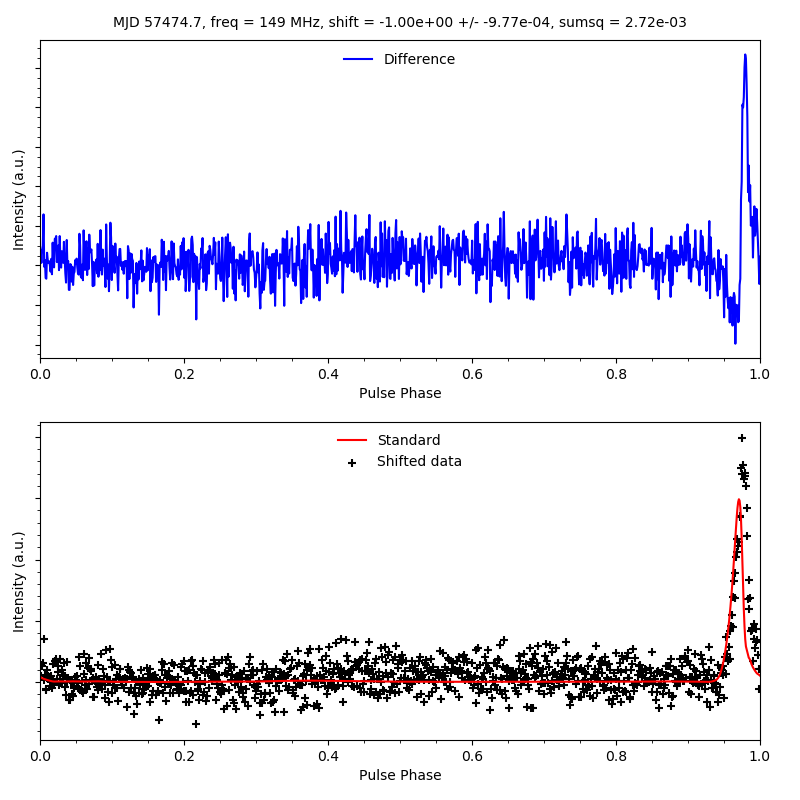 MJD 57474.7, freq = 149 MHz, shift = -1.00e+00 +/- -9.77e-04, sumsq = 2.72e-03
Difference
Intensity (a.u.)
0.0 0.2 0.4 0.6 0.8 1.0
Pulse Phase
Standard
Shifted data
Intensity (a.u.)
0.0 0.2 0.4 0.6 0.8 1.0
Pulse Phase